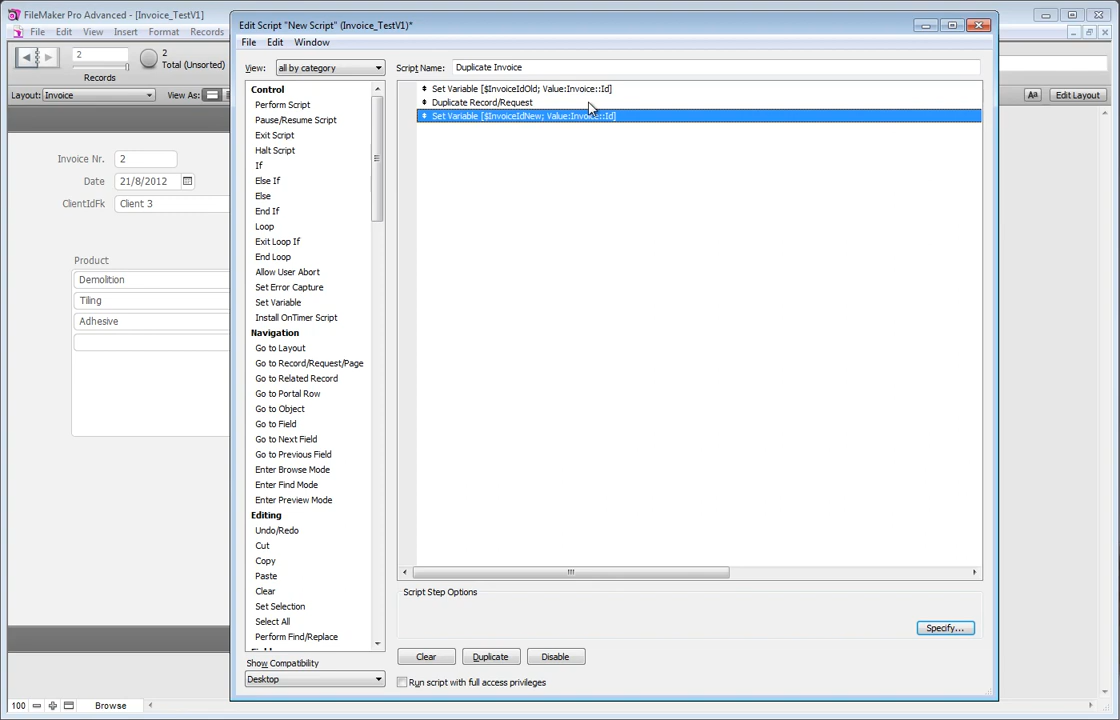 FileMaker Pro Advanced - [Invoice_TestV1]
File Edit View Insert Format Records
2
2
Total (Unsorted)
Records
Layout: Invoice View As:
Aa Edit Layout
Invoice Nr. 2
Date 21/8/2012
ClientIdFk Client 3
Product
Demolition
Tiling
Adhesive
100 Browse
Edit Script "New Script" (Invoice_TestV1)*
File Edit Window
View: all by category
Script Name: Duplicate Invoice
Control
Perform Script
Pause/Resume Script
Exit Script
Halt Script
If
Else If
Else
End If
Loop
Exit Loop If
End Loop
Allow User Abort
Set Error Capture
Set Variable
Install OnTimer Script
Navigation
Go to Layout
Go to Record/Request/Page
Go to Related Record
Go to Portal Row
Go to Object
Go to Field
Go to Next Field
Go to Previous Field
Enter Browse Mode
Enter Find Mode
Enter Preview Mode
Editing
Undo/Redo
Cut
Copy
Paste
Clear
Set Selection
Select All
Perform Find/Replace
Show Compatibility
Desktop
Set Variable [$InvoiceIdOld; Value:Invoice::Id]
Duplicate Record/Request
Set Variable [$InvoiceIdNew; Value:Invoice::Id]
Script Step Options
Specify...
Clear Duplicate Disable
Run script with full access privileges